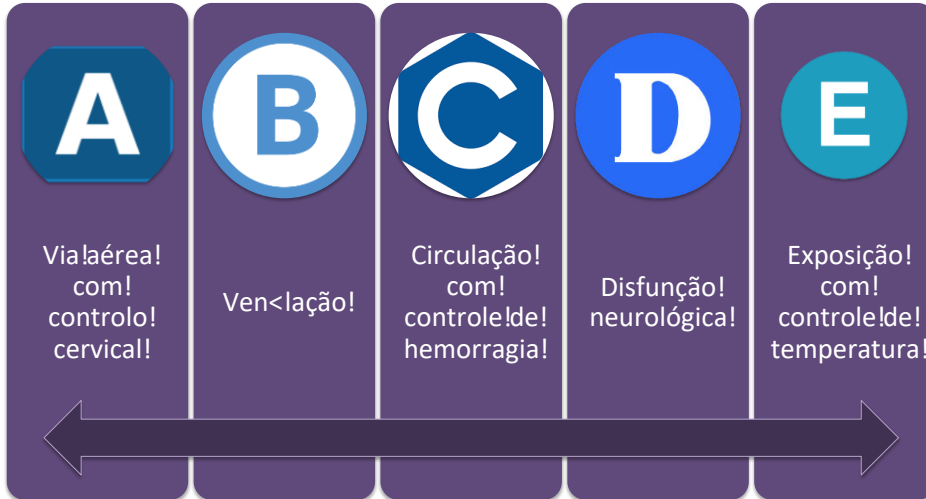 A
Via!aérea!
com!
controlo!
cervical!
B
Ven<lação!
C
Circulação!
com!
controle!de!
hemorragia!
D
Disfunção!
neurológica!
E
Exposição!
com!
controle!de!
temperatura!